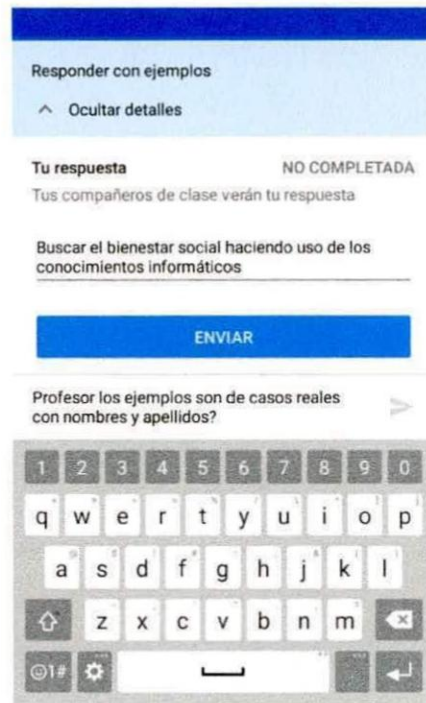 Responder con ejemplos
Ocultar detalles
Tu respuesta NO COMPLETADA
Tus compañeros de clase verán tu respuesta
Buscar el bienestar social haciendo uso de los
conocimientos informáticos
ENVIAR
Profesor los ejemplos son de casos reales
con nombres y apellidos?
1 2 3 4 5 6 7 8 9 0
q w e r t y u i o p
a s d f g h j k l
z x c v b n m
☺1#